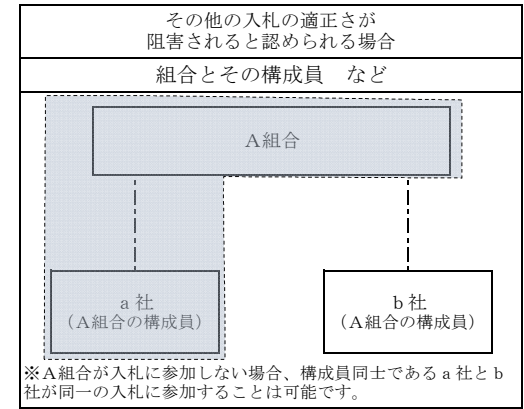 その他の入札の適正さが
阻害されると認められる場合
組合とその構成員　など
A組合
a社
（A組合の構成員）
b社
（A組合の構成員）
※A組合が入札に参加しない場合、構成員同士であるa社とb
社が同一の入札に参加することは可能です。